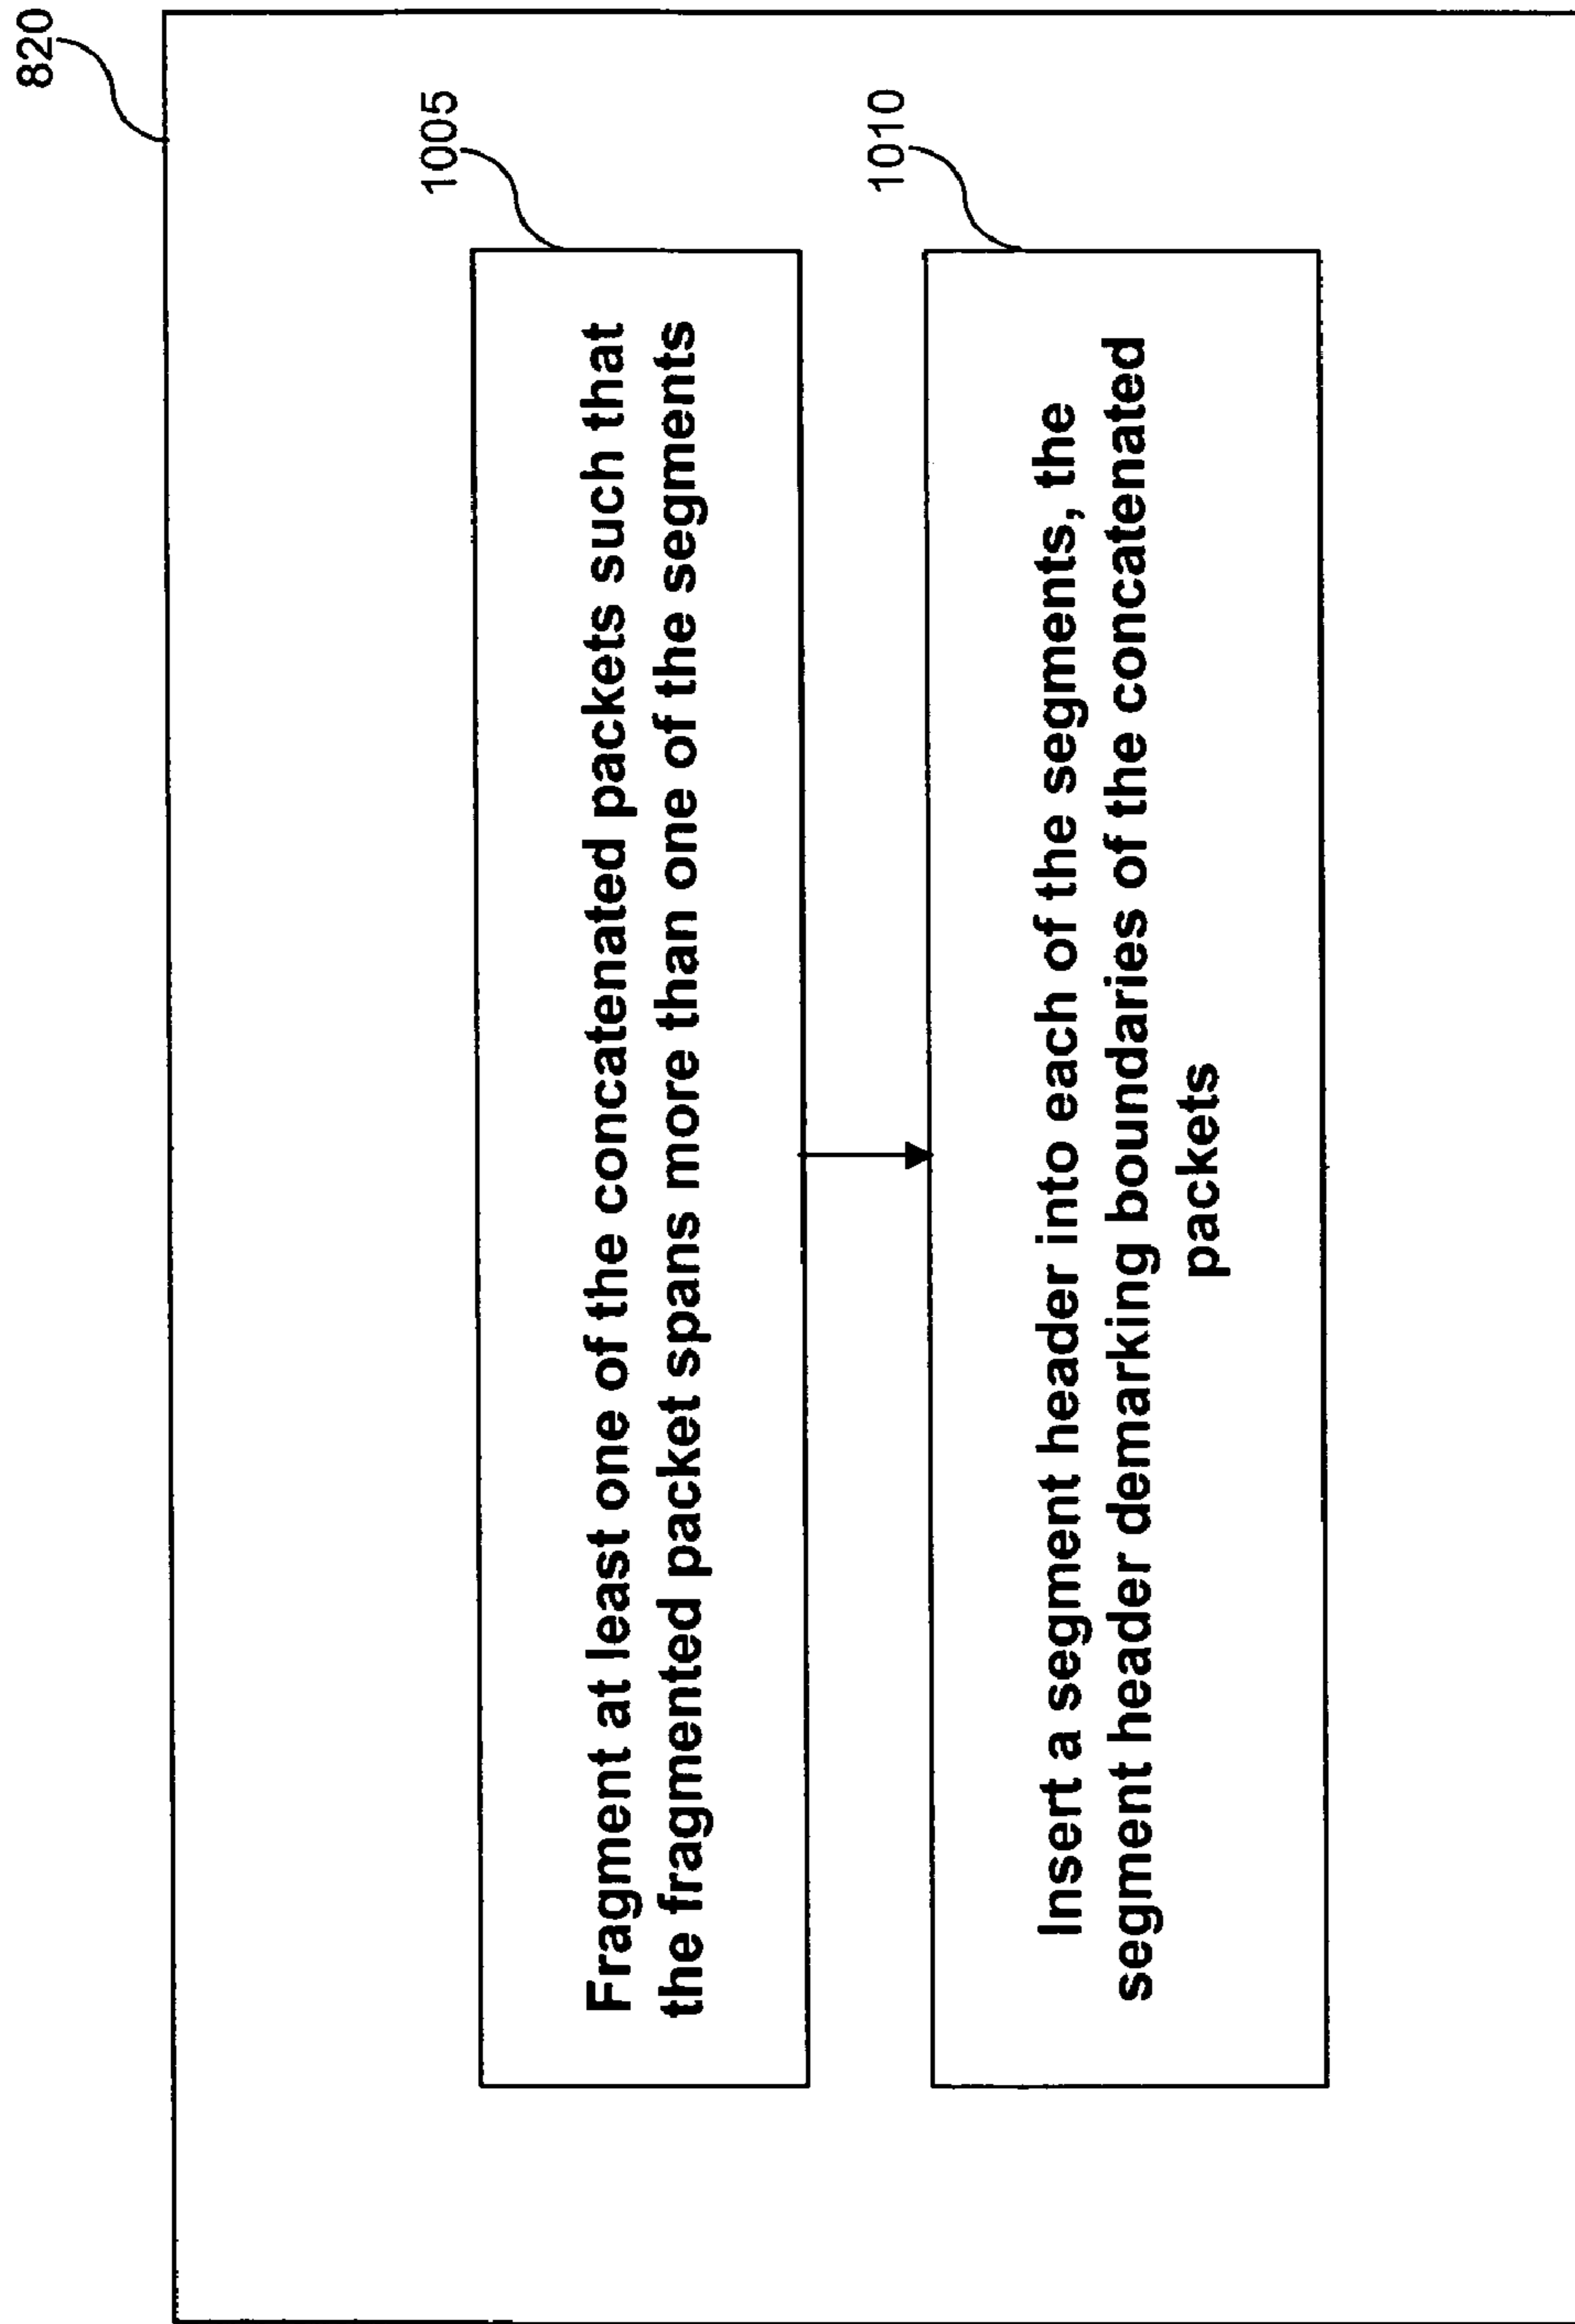 820
1005
Fragment at least one of the concatenated packets such that
the fragmented packet spans more than one of the segments
1010
Insert a segment header into each of the segments, the
segment header demarking boundaries of the concatenated
packets